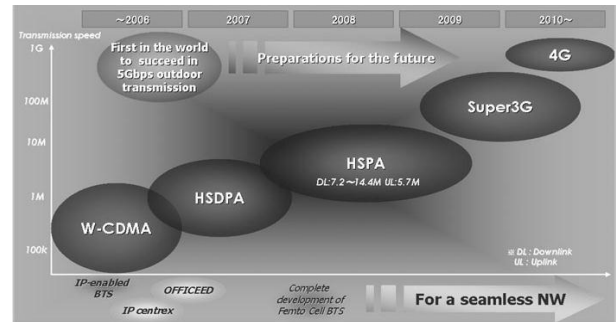 ～2006 2007 2008 2009 2010～
Transmission speed
1G
100M
10M
1M
100k
First in the world
to succeed in
5Gbps outdoor
transmission
Preparations for the future
4G
Super3G
HSPA
DL:7.2～14.4M UL:5.7M
HSDPA
W-CDMA
※ DL : Downlink
UL : Uplink
IP-enabled
BTS
OFFICEED
IP centrex
Complete
development of
Femto Cell BTS
For a seamless NW